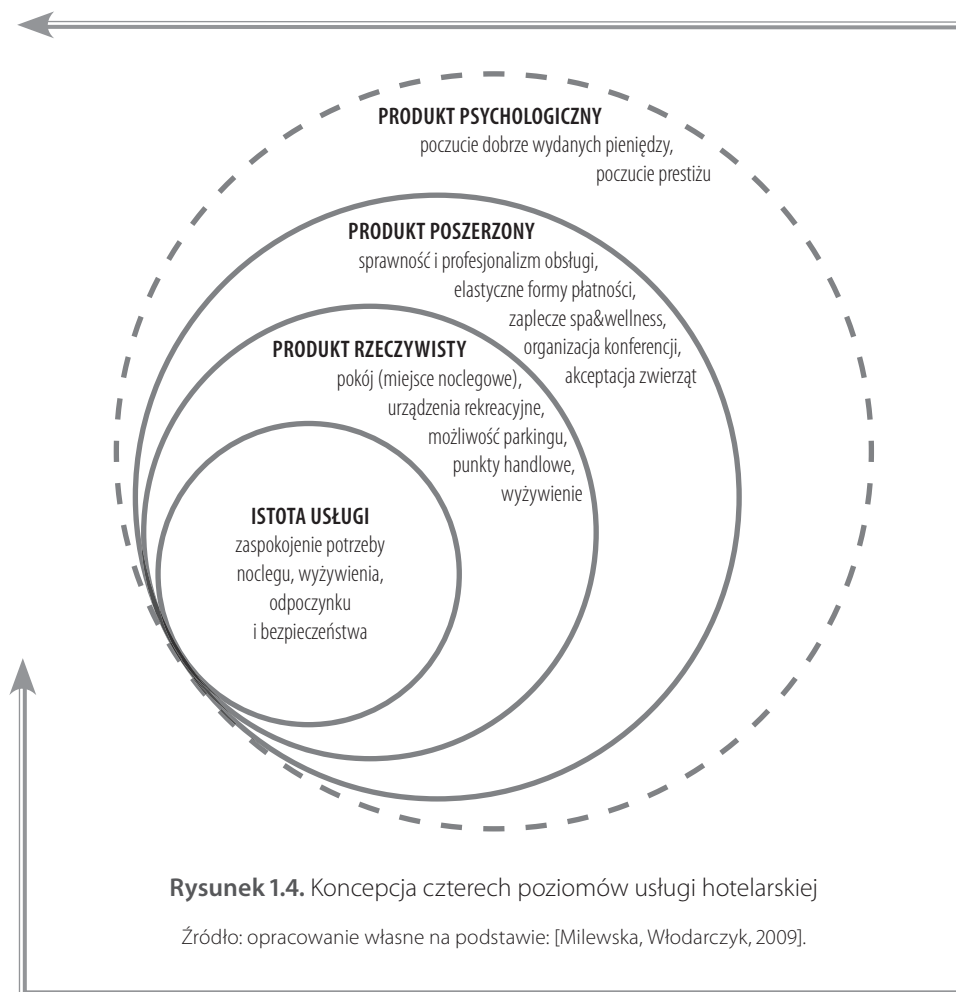 PRODUKT PSYCHOLOGICZNY
poczucie dobrze wydanych pieniędzy,
poczucie prestiżu
PRODUKT POSZERZONY
sprawność i profesjonalizm obsługi,
elastyczne formy płatności,
zaplecze spa&wellness,
organizacja konferencji,
akceptacja zwierząt
PRODUKT RZECZYWISTY
pokój (miejsce noclegowe),
urządzenia rekreacyjne,
możliwość parkingu,
punkty handlowe,
wyżywienie
ISTOTA USŁUGI
zaspokojenie potrzeby
noclegu, wyżywienia,
odpoczynku
i bezpieczeństwa
Rysunek 1.4. Koncepcja czterech poziomów usługi hotelarskiej
Źródło: opracowanie własne na podstawie: [Milewska, Włodarczyk, 2009].